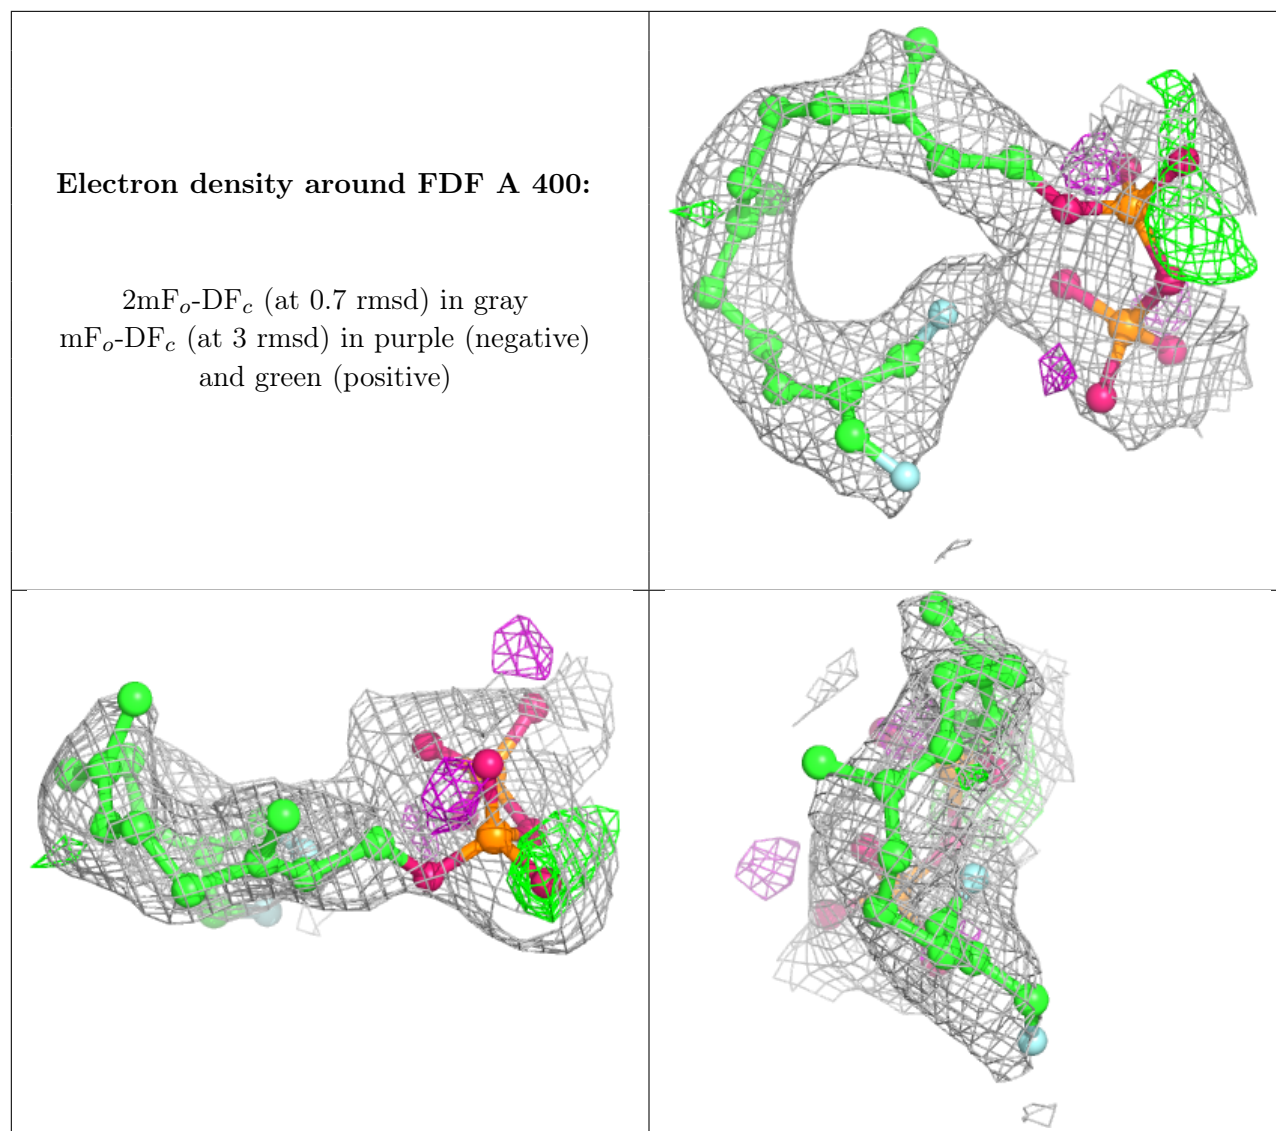 Electron density around FDF A 400:
2mFₒ-DF𝒸 (at 0.7 rmsd) in gray
mFₒ-DF𝒸 (at 3 rmsd) in purple (negative)
and green (positive)